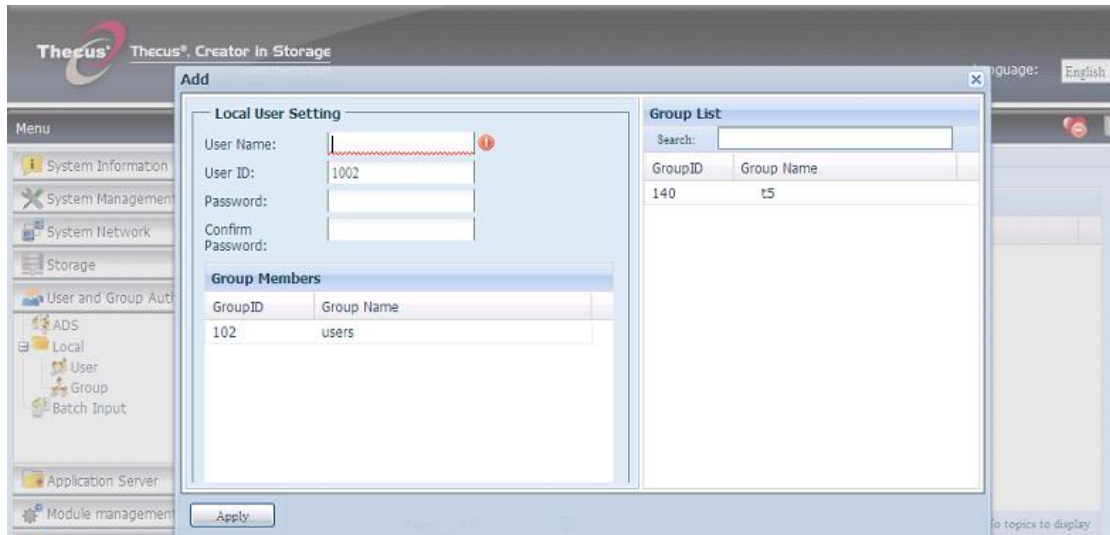 Thecus® Thecus®, Creator in Storage
Add
Language:
English
Menu
System Information
System Management
System Network
Storage
User and Group Auth
ADS
Local
User
Group
Batch Input
Application Server
Module management
Local User Setting
User Name:
User ID: 1002
Password:
Confirm
Password:
Group Members
GroupID Group Name
102 users
Apply
Group List
Search:
GroupID Group Name
140 t5
No topics to display